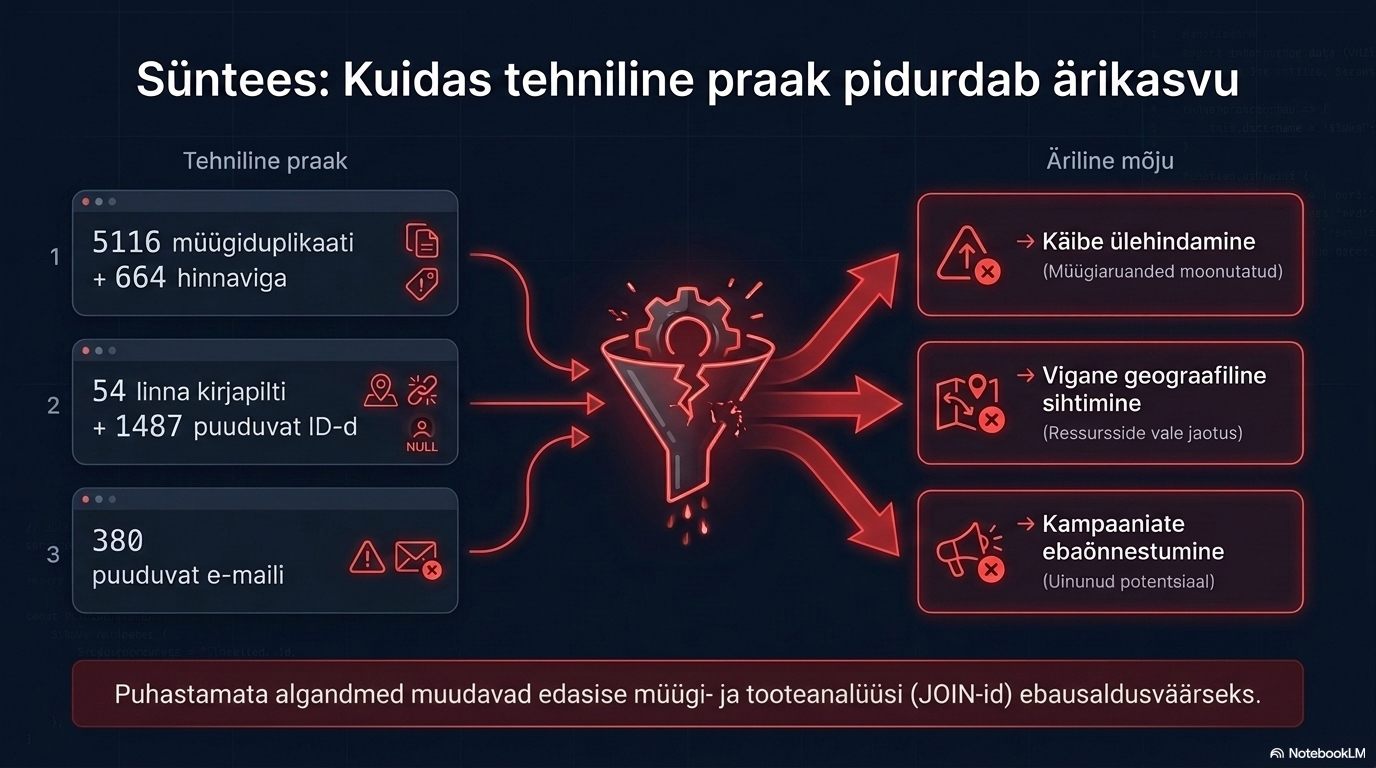 Süntees: Kuidas tehniline praak pidurdab ärikasvu
Tehniline praak
1
5116 müügiduplikaati
+ 664 hinnaviga
2
54 linna kirjapilti
+ 1487 puuduvat ID-d
NULL
3
380
puuduvat e-maili
Äriline mõju
→ Käibe ülehindamine
(Müügiaruanded moonutatud)
→ Vigane geograafiline
sihtimine
(Ressursside vale jaotus)
→ Kampaaniate
ebaõnnestumine
(Uinunud potentsiaal)
Puhastamata algandmed muudavad edasise müügi- ja tooteanalüüsi (JOIN-id) ebausaldusväärseks.
NotebookLM